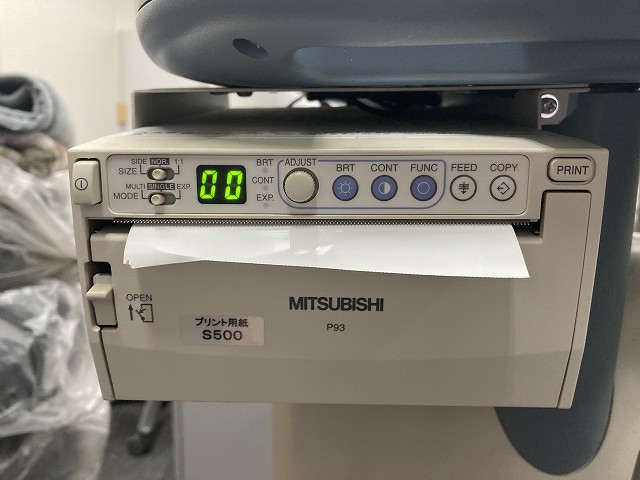 SIDE NOR. 1:1
SIZE
MULTI SINGLE EXP.
MODE
00
BRT
CONT
EXP.
ADJUST
BRT CONT FUNC FEED COPY
PRINT
OPEN
MITSUBISHI
P93
プリント用紙
S500